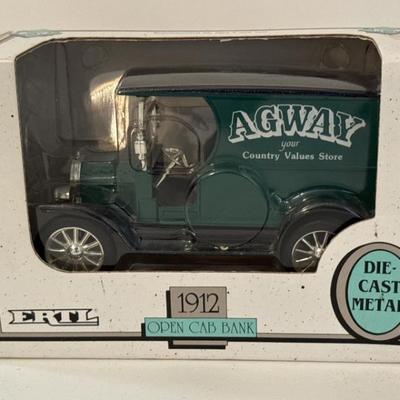 AGWAY
your
Country Values Store
DIE-
CAST
METAL
ERTL
1912
OPEN CAB BANK